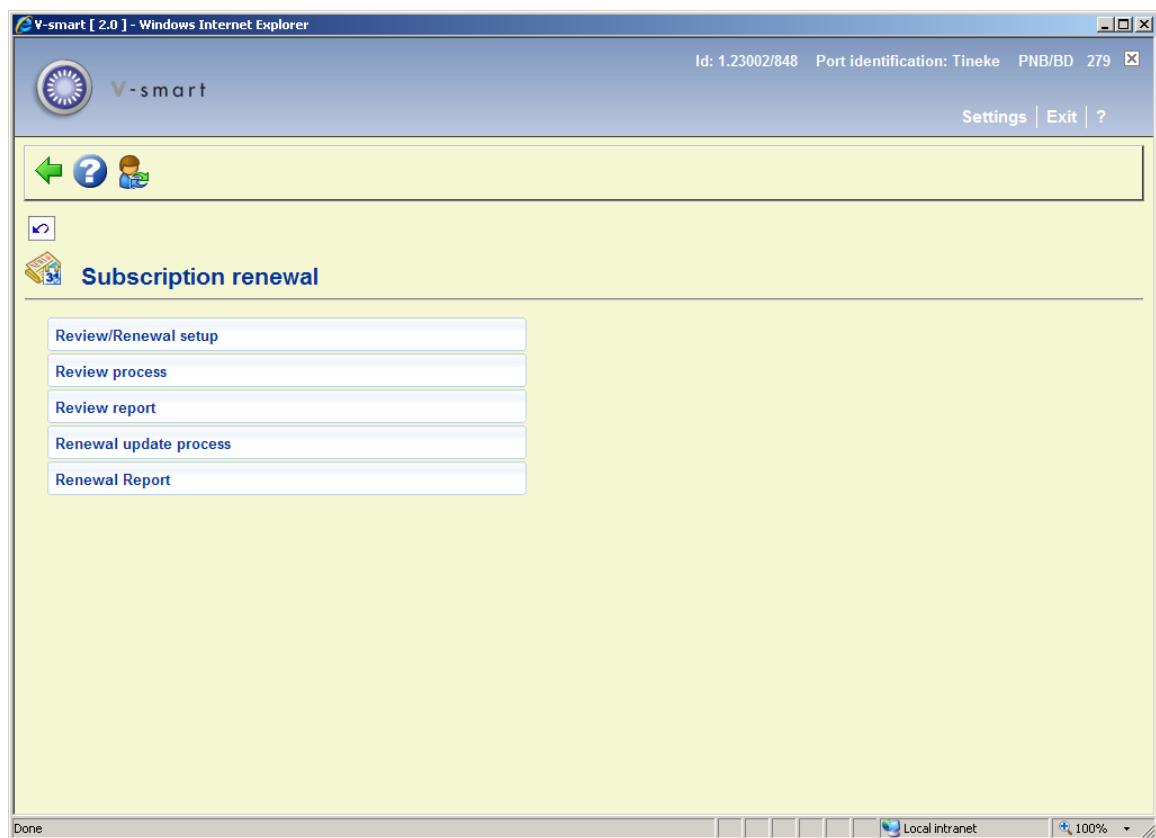 V-smart [ 2.0 ] - Windows Internet Explorer
Id: 1.23002/848 Port identification: Tineke PNB/BD 279
V-smart
Settings Exit ?
?
31
Subscription renewal
Review/Renewal setup
Review process
Review report
Renewal update process
Renewal Report
Done Local intranet 100%